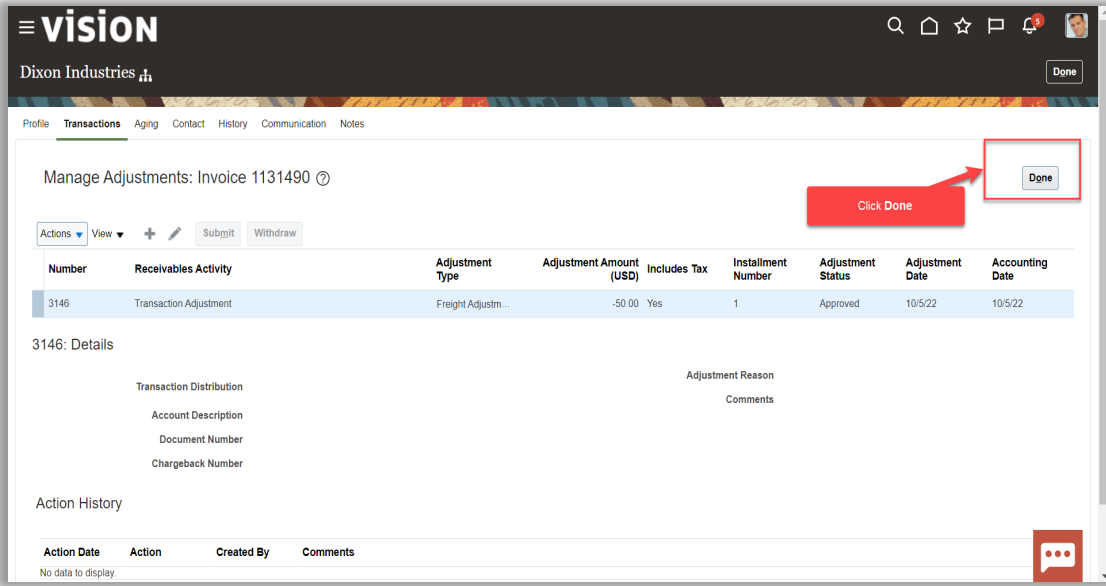 VISION
5
Dixon Industries
Done
Profile Transactions Aging Contact History Communication Notes
Manage Adjustments: Invoice 1131490 ?
Done
Click Done
Actions View Submit Withdraw
Number Receivables Activity Adjustment Type Adjustment Amount (USD) Includes Tax Installment Number Adjustment Status Adjustment Date Accounting Date
3146 Transaction Adjustment Freight Adjustm... -50.00 Yes 1 Approved 10/5/22 10/5/22
3146: Details
Transaction Distribution
Adjustment Reason
Account Description
Comments
Document Number
Chargeback Number
Action History
Action Date Action Created By Comments
No data to display.